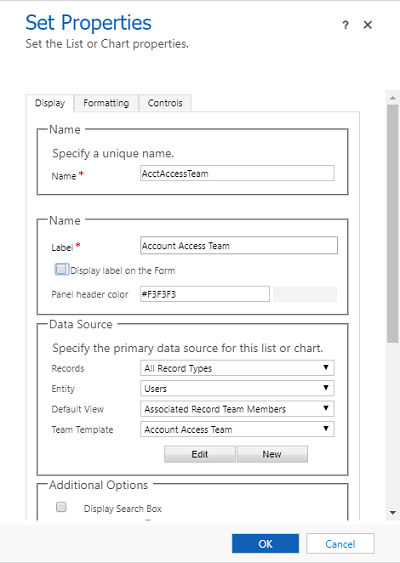 Set Properties
? ×
Set the List or Chart properties.
Display Formatting Controls
Name
Specify a unique name.
Name * AcctAccessTeam
Name
Label * Account Access Team
Display label on the Form
Panel header color #F3F3F3
Data Source
Specify the primary data source for this list or chart.
Records All Record Types
Entity Users
Default View Associated Record Team Members
Team Template Account Access Team
Edit New
Additional Options
Display Search Box
OK Cancel